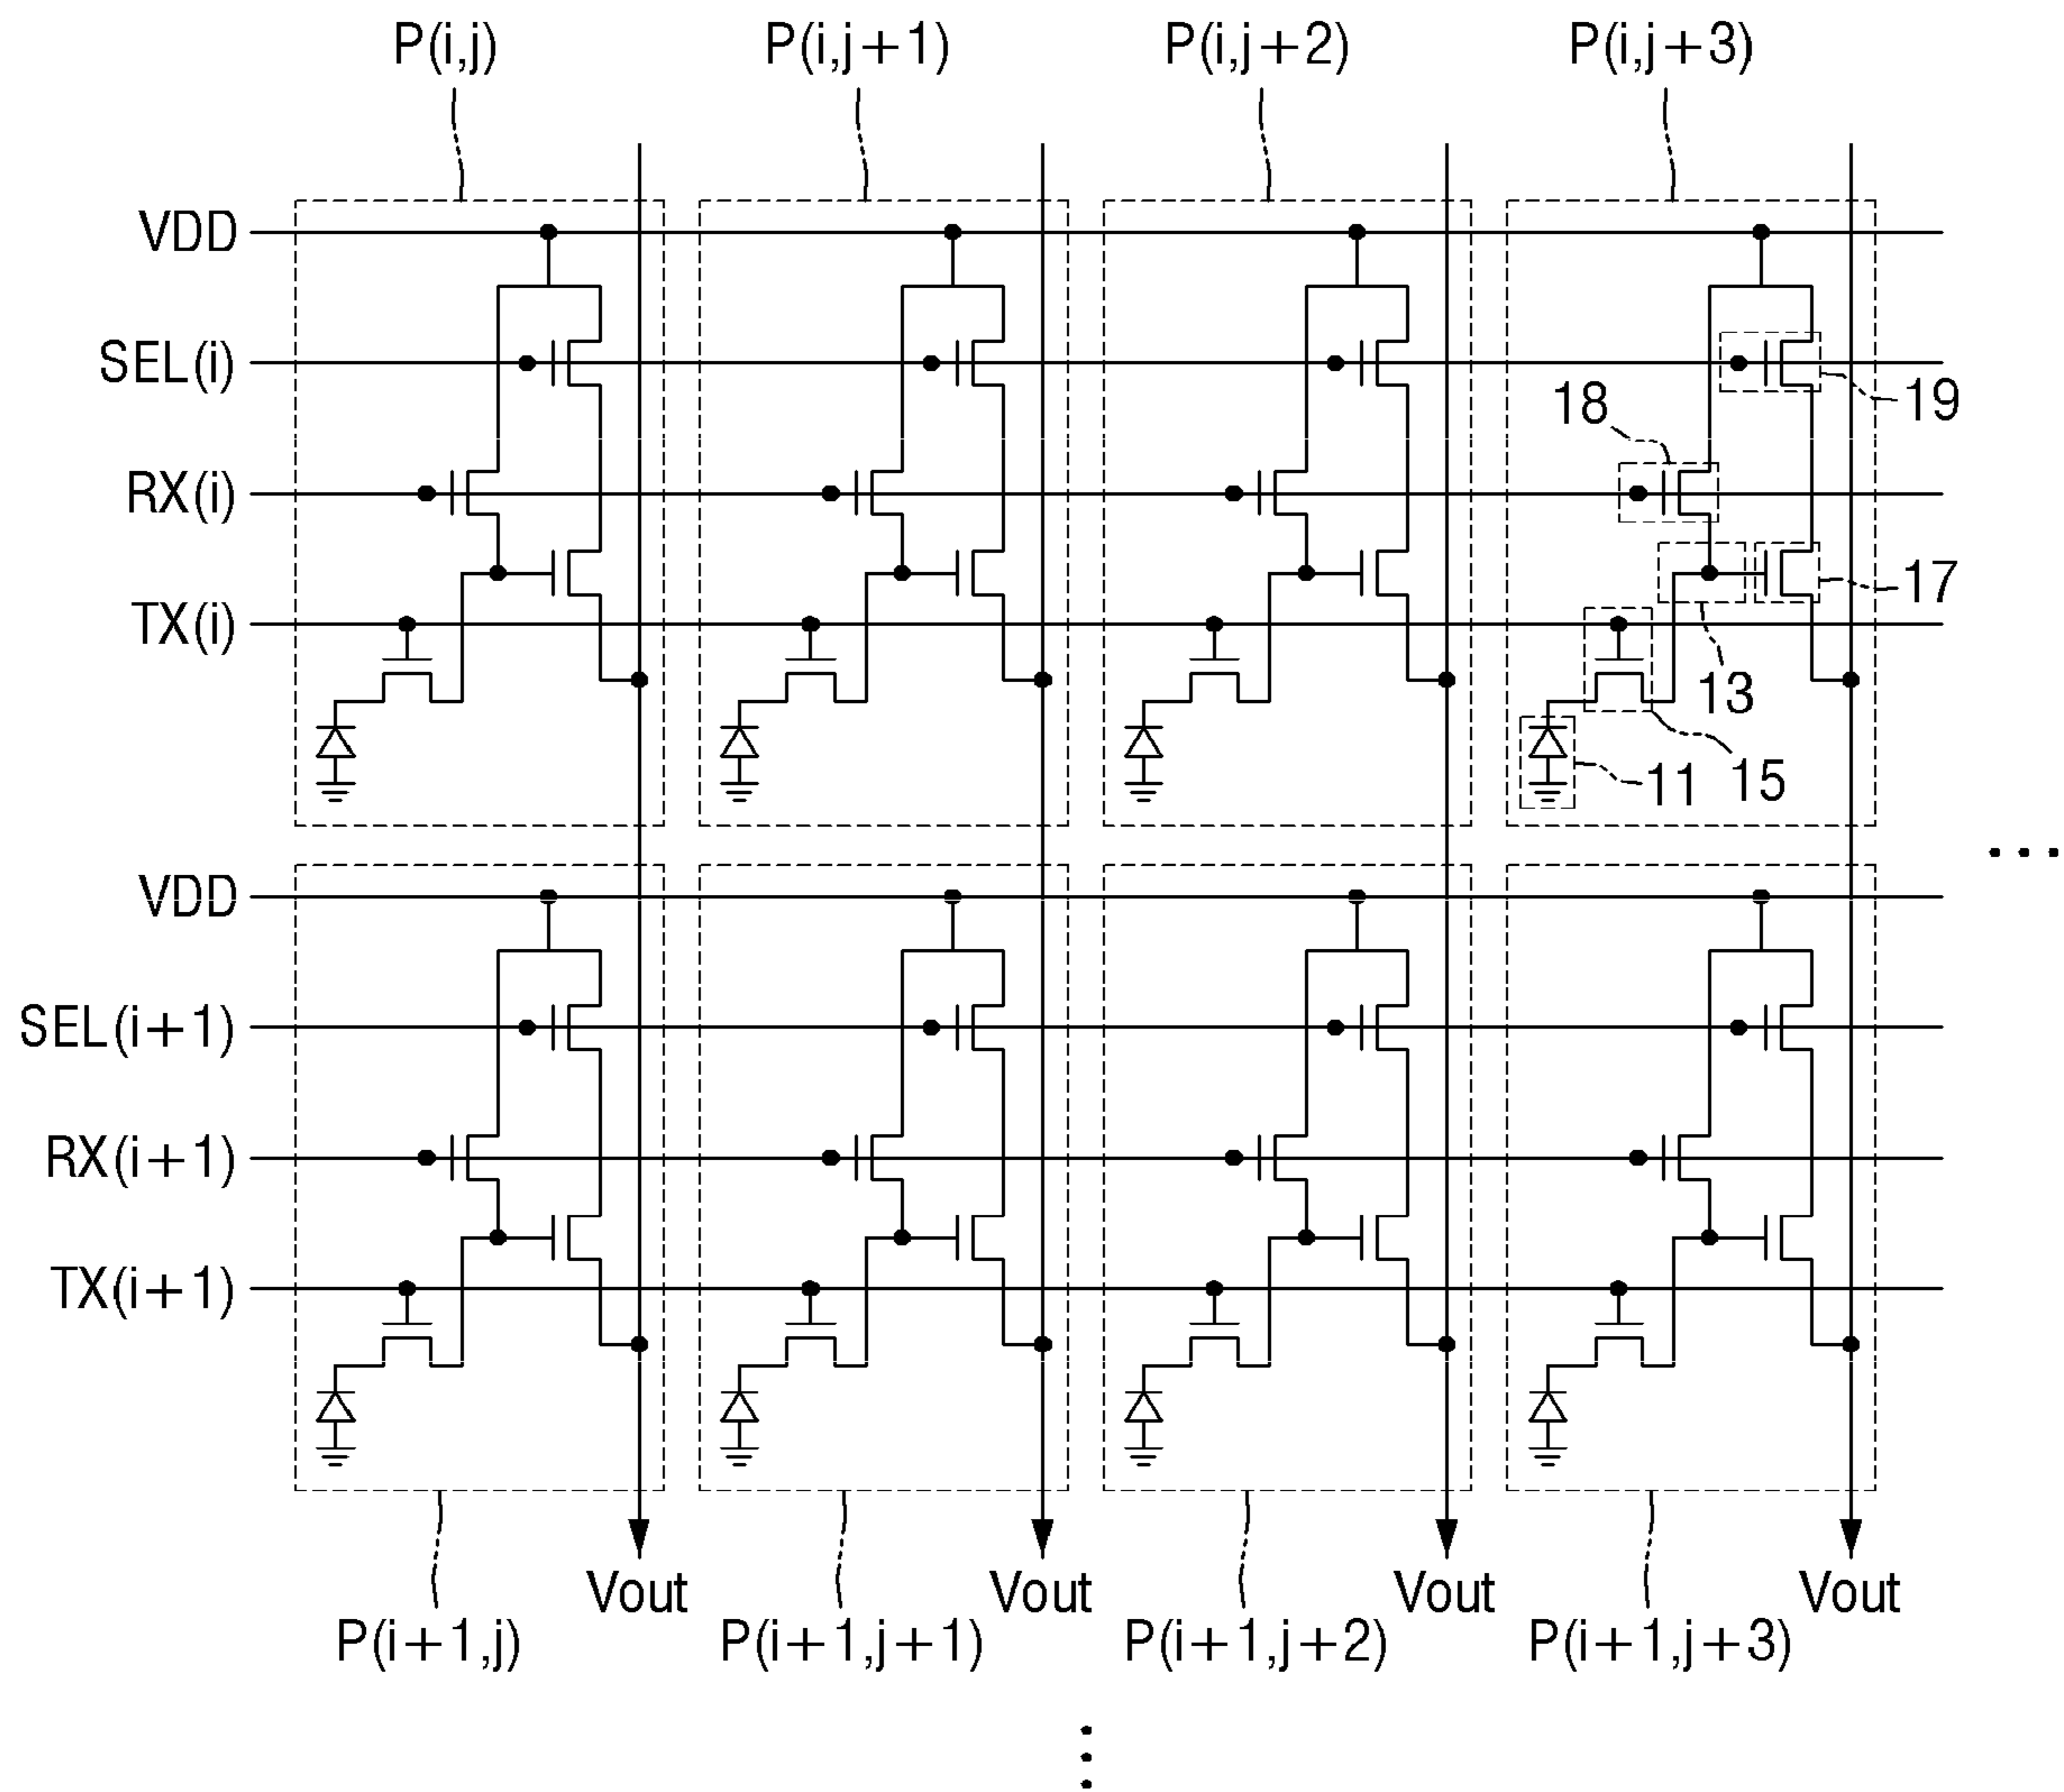 P(i,j) P(i,j+1) P(i,j+2) P(i,j+3)
VDD
SEL(i)
19
18
RX(i)
17
TX(i)
13
11 15
...
VDD
SEL(i+1)
RX(i+1)
TX(i+1)
Vout Vout Vout Vout
P(i+1,j) P(i+1,j+1) P(i+1,j+2) P(i+1,j+3)